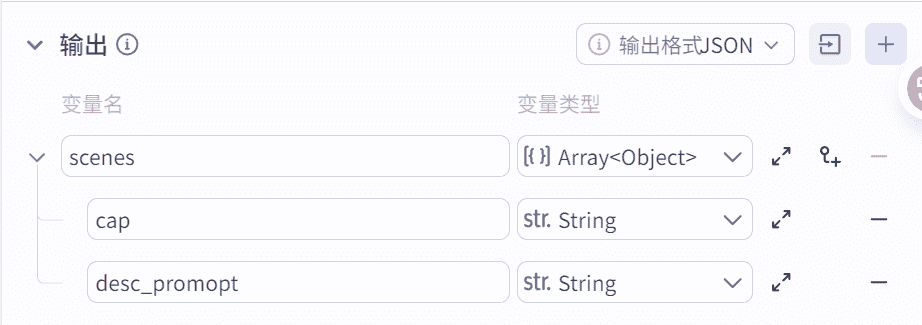 输出
输出格式JSON
变量名 变量类型
scenes [{}] Array<Object>
cap str. String
desc_promopt str. String